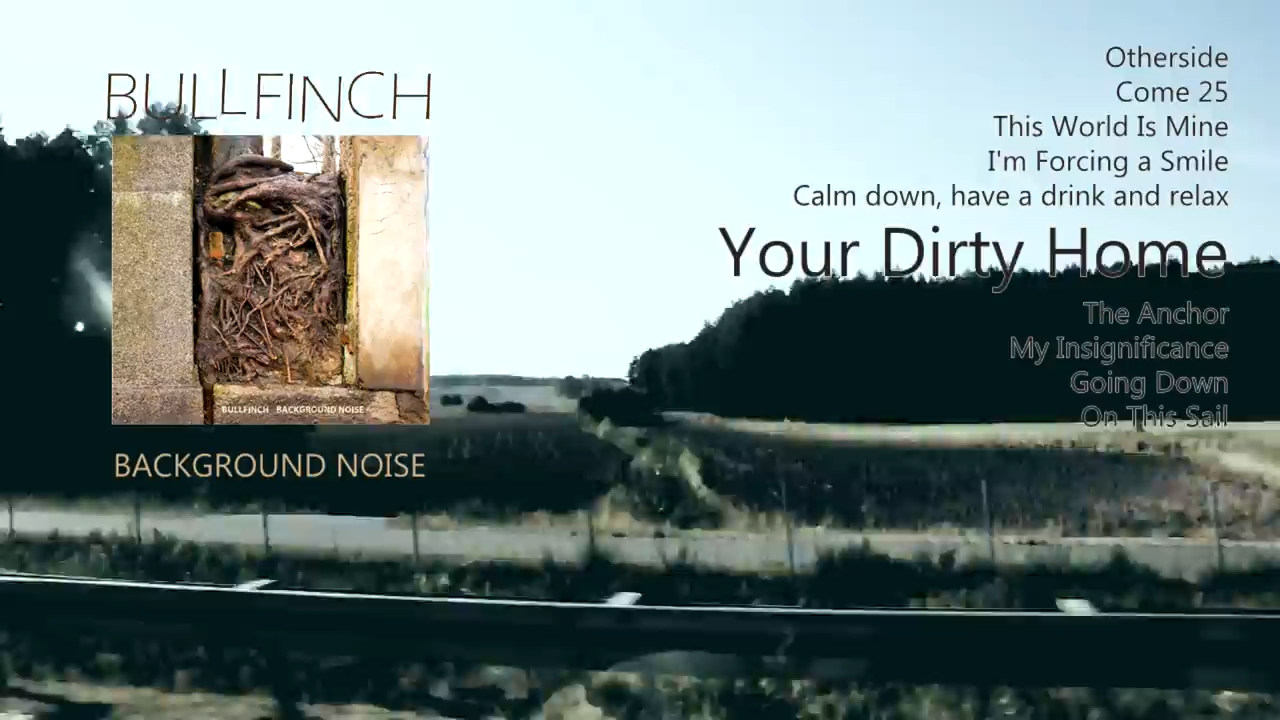 BULLFINCH
BULLFINCH BACKGROUND NOISE
BACKGROUND NOISE
Otherside
Come 25
This World Is Mine
I'm Forcing a Smile
Calm down, have a drink and relax
Your Dirty Home
The Anchor
My Insignificance
Going Down
On This Sail